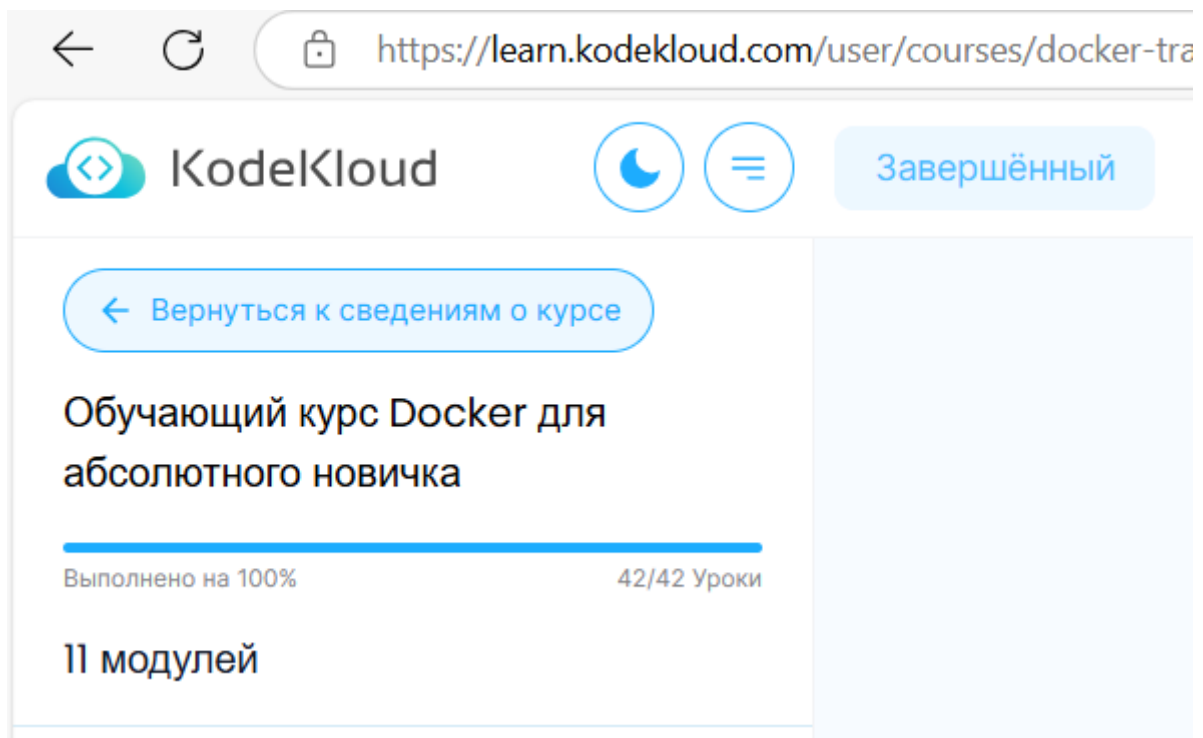 https://learn.kodekloud.com/user/courses/docker-tra
KodeKloud
Завершённый
Вернуться к сведениям о курсе
Обучающий курс Docker для
абсолютного новичка
Выполнено на 100% 42/42 Уроки
11 модулей